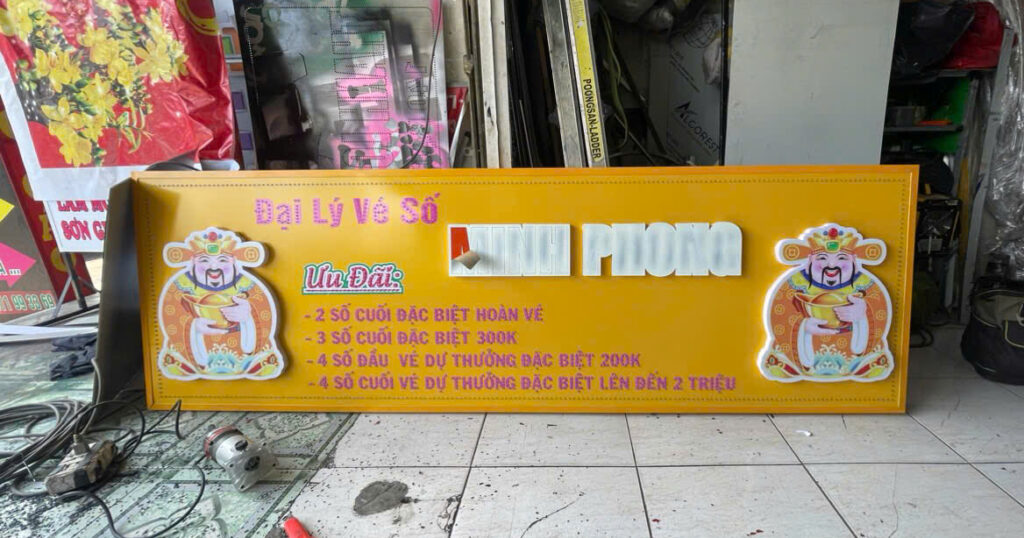 Đại Lý Vé Số
MINH PHONG
Ưu Đãi:
- 2 SỐ CUỐI ĐẶC BIỆT HOÀN VÉ
- 3 SỐ CUỐI ĐẶC BIỆT 300K
- 4 SỐ ĐẦU VÉ DỰ THƯỞNG ĐẶC BIỆT 200K
- 4 SỐ CUỐI VÉ DỰ THƯỞNG ĐẶC BIỆT LÊN ĐẾN 2 TRIỆU
POONGSAN-LADDER
ALCOREST
SƠN